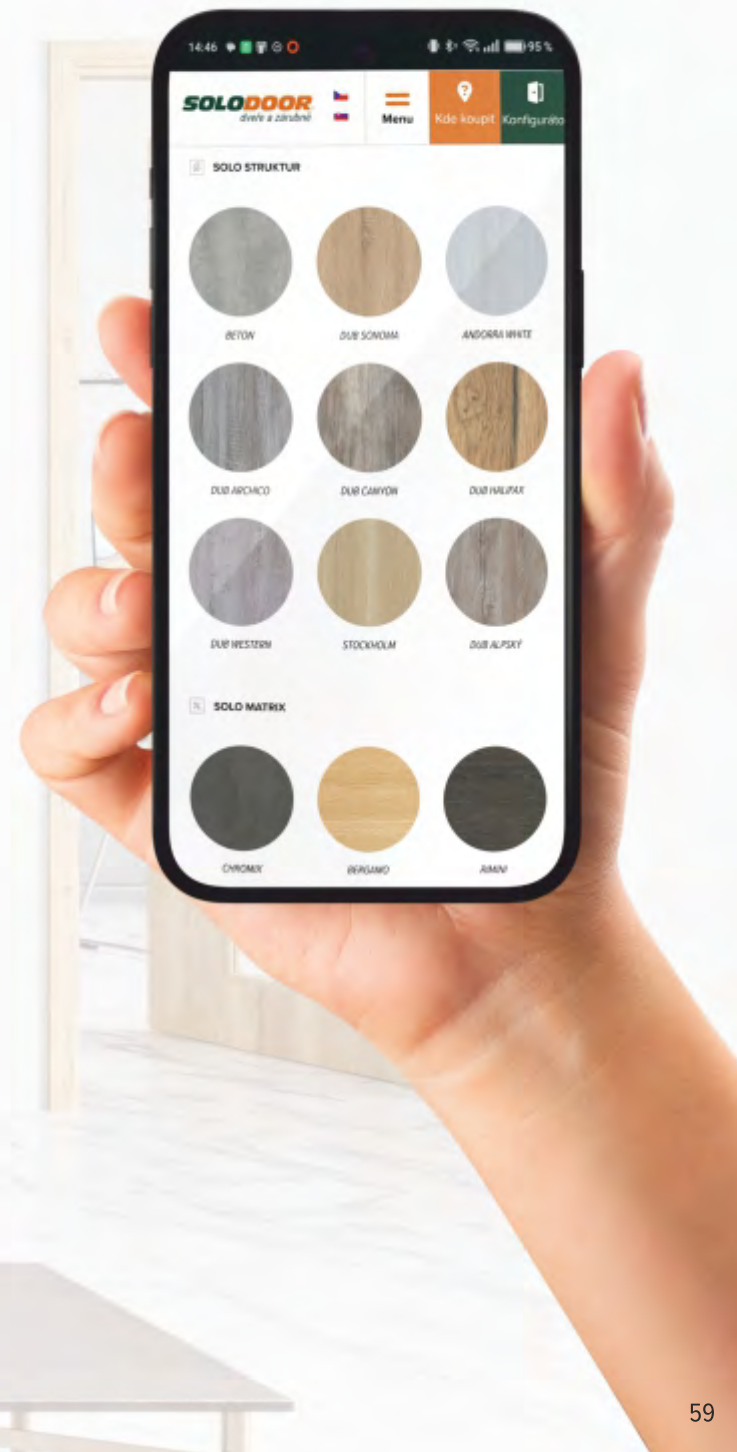 14:46
95 %
SOLODOOR
dveře a zárubně
Menu
Kde koupit
Konfiguráto
SOLO STRUKTUR
BETON
DUB SONOMA
ANDORRA WHITE
DUB ARCHICO
DUB CANYON
DUB HALIFAX
DUB WESTERN
STOCKHOLM
DUB ALPSKÝ
SOLO MATRIX
CHROMIX
BERGAMO
RIMINI
59